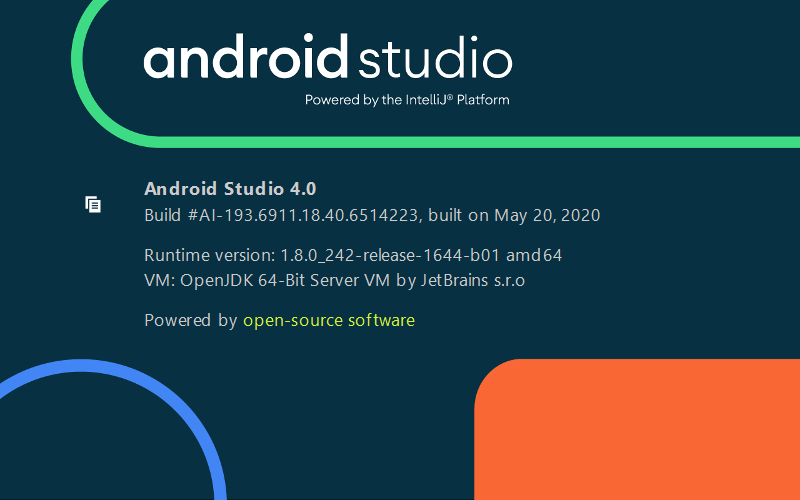 android studio
Powered by the IntelliJ® Platform
Android Studio 4.0
Build #AI-193.6911.18.40.6514223, built on May 20, 2020
Runtime version: 1.8.0_242-release-1644-b01 amd64
VM: OpenJDK 64-Bit Server VM by JetBrains s.r.o
Powered by open-source software